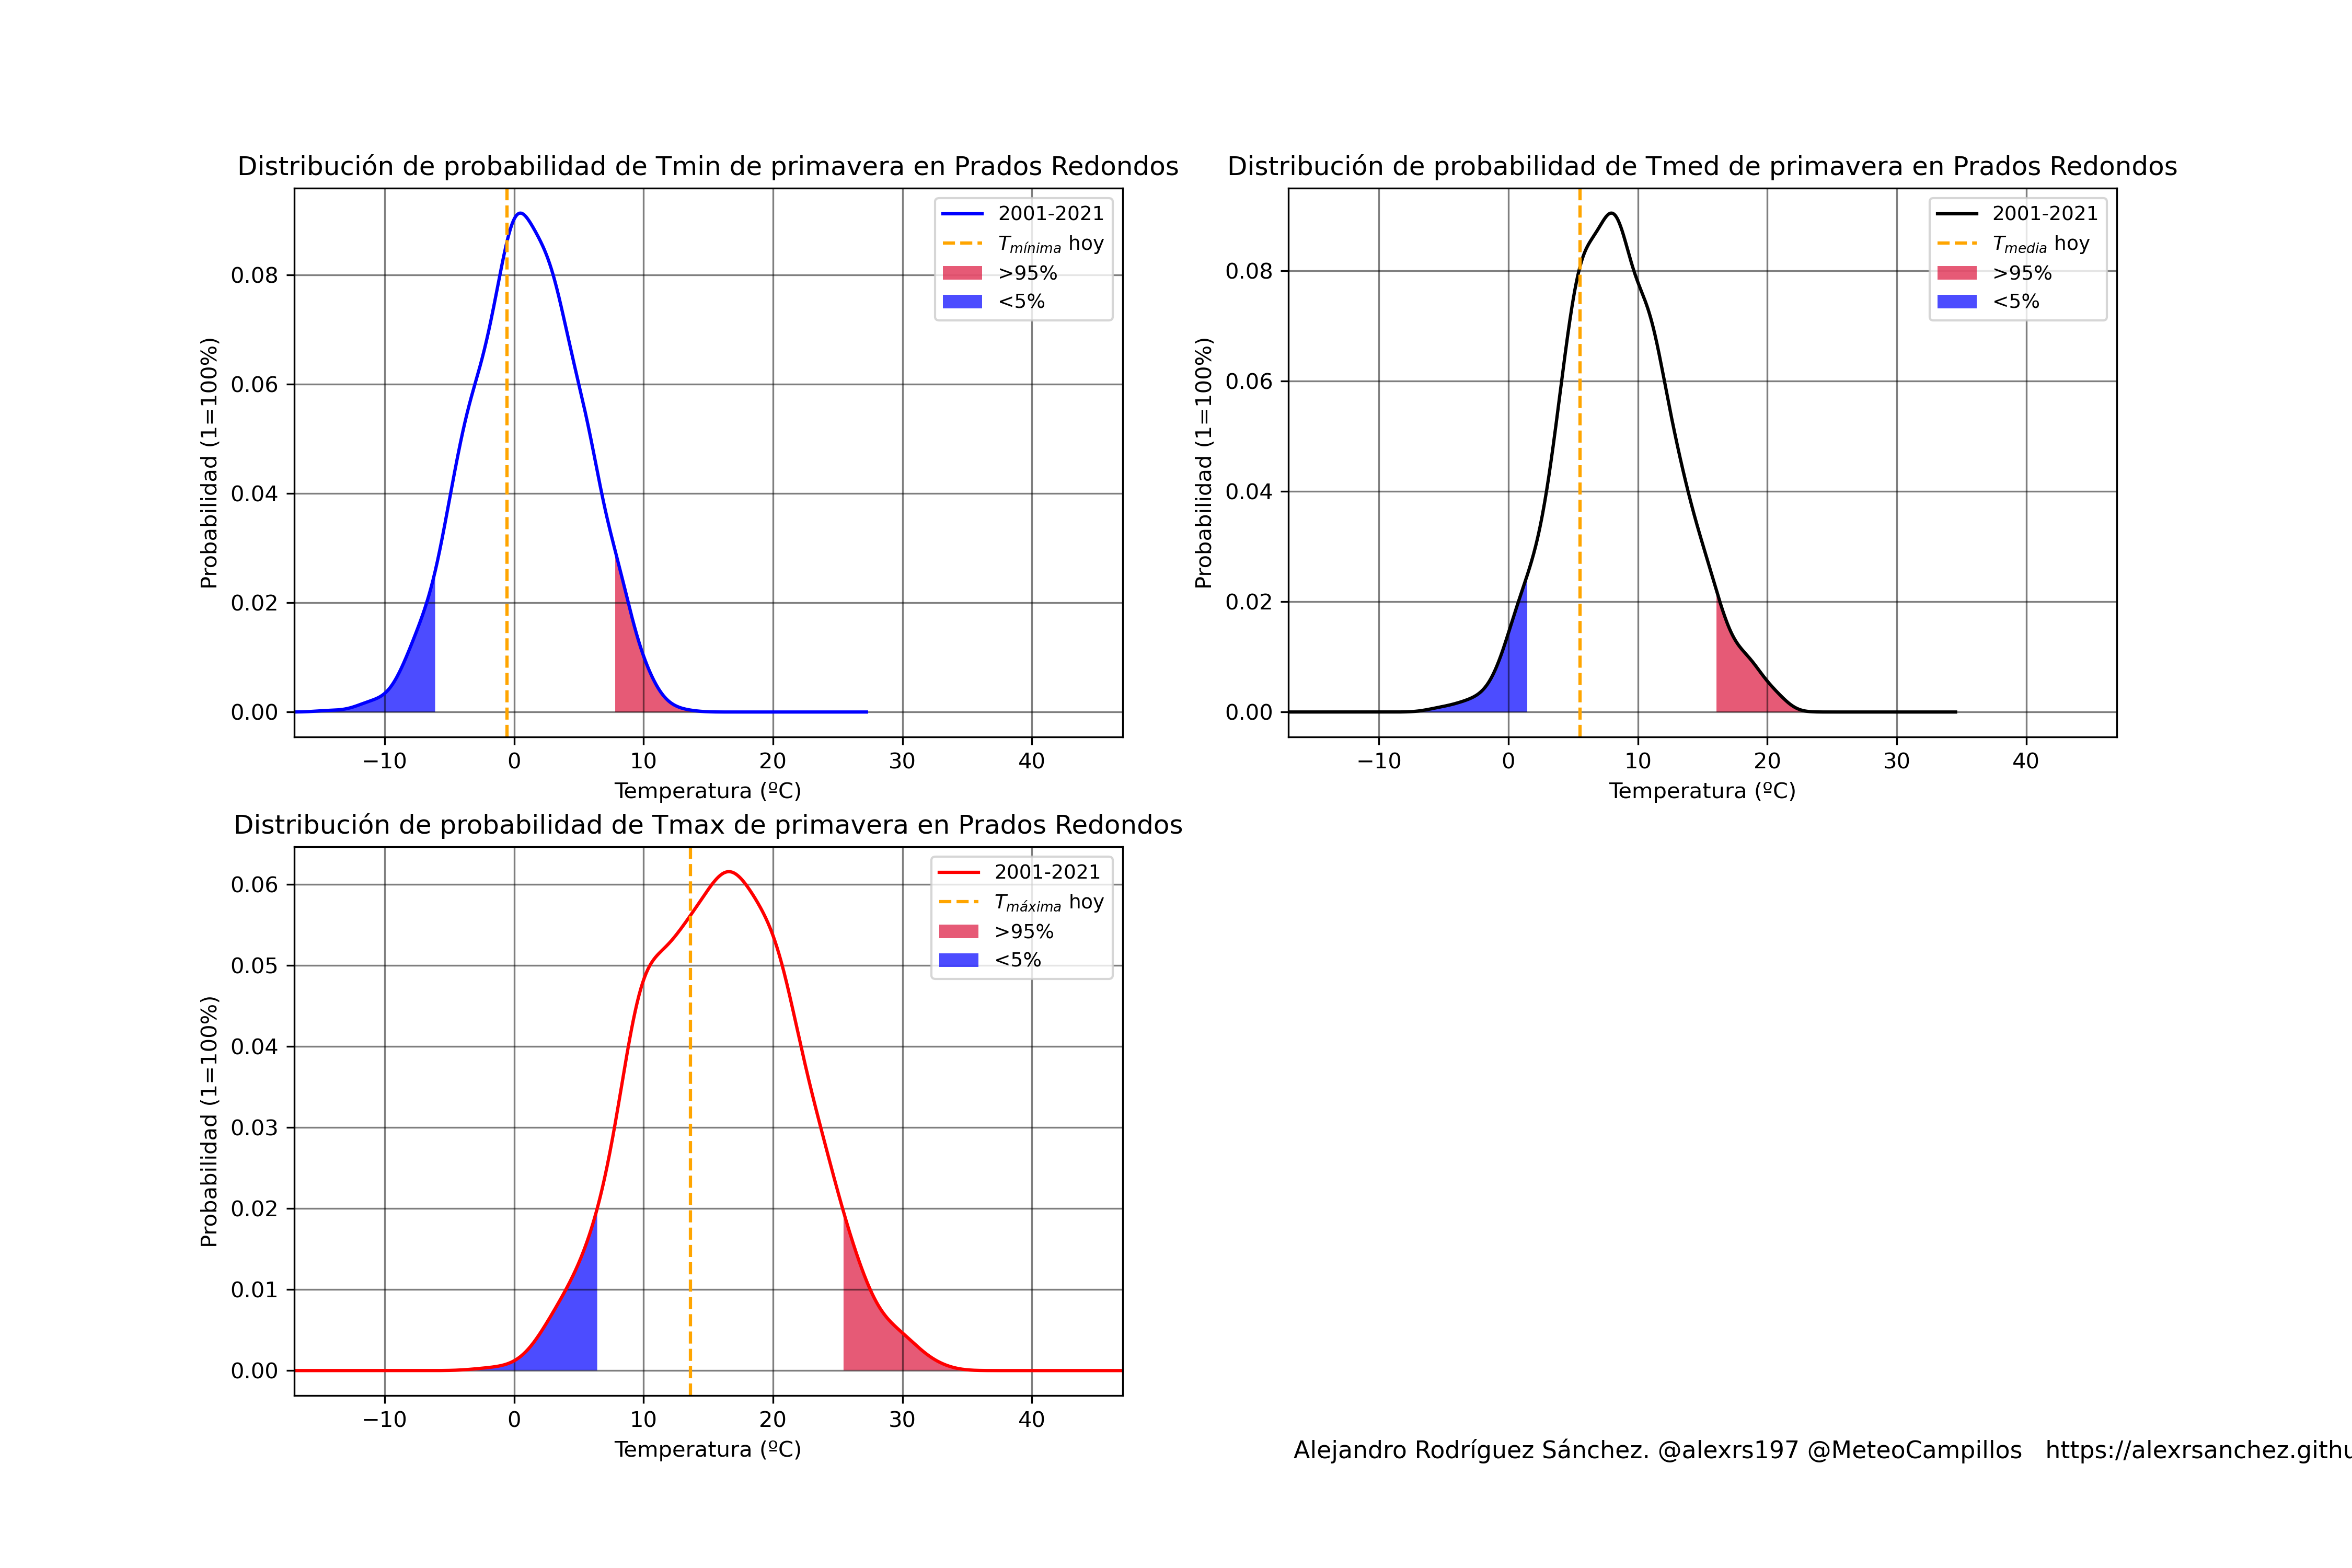 Distribución de probabilidad de Tmin de primavera en Prados Redondos
2001-2021
Tmínima hoy
>95%
<5%
0.08
0.06
0.04
0.02
0.00
Probabilidad (1=100%)
−10 0 10 20 30 40
Temperatura (ºC)
Distribución de probabilidad de Tmed de primavera en Prados Redondos
2001-2021
Tmedia hoy
>95%
<5%
0.08
0.06
0.04
0.02
0.00
Probabilidad (1=100%)
−10 0 10 20 30 40
Temperatura (ºC)
Distribución de probabilidad de Tmax de primavera en Prados Redondos
2001-2021
Tmáxima hoy
>95%
<5%
0.06
0.05
0.04
0.03
0.02
0.01
0.00
Probabilidad (1=100%)
−10 0 10 20 30 40
Temperatura (ºC)
Alejandro Rodríguez Sánchez. @alexrs197 @MeteoCampillos https://alexrsanchez.githu